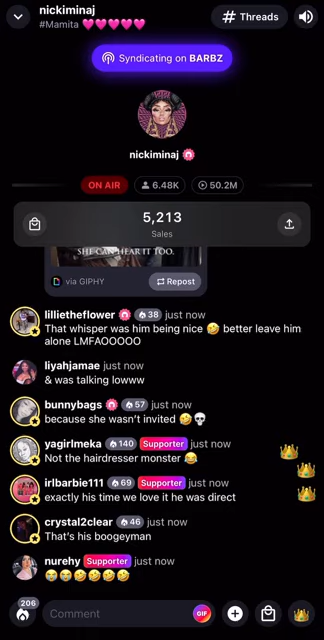 nickiminaj
#Mamita 💖💖💖💖💖
# Threads
Syndicating on BARBZ
nickiminaj
ON AIR
6.48K
50.2M
5,213
Sales
SHE CAN HEAR IT TOO.
via GIPHY
Repost
lillietheflower 38 just now
That whisper was him being nice 🤣 better leave him
alone LMFAOOOOO
liyahjamae just now
& was talking lowww
bunnybags 57 just now
because she wasn't invited 🤣💀
yagirlmeka 140 Supporter just now
Not the hairdresser monster 😂
irlbarbie111 69 Supporter just now
exactly his time we love it he was direct
crystal2clear 46 just now
That's his boogeyman
nurehy Supporter just now
😭😭🤣🤣🤣🤣
206
Comment
GIF